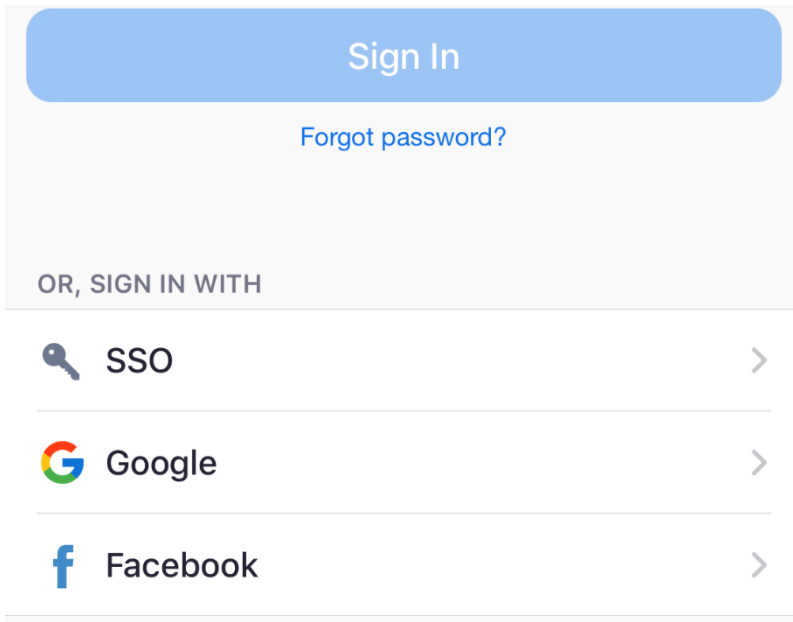 Sign In
Forgot password?
OR, SIGN IN WITH
SSO
Google
Facebook